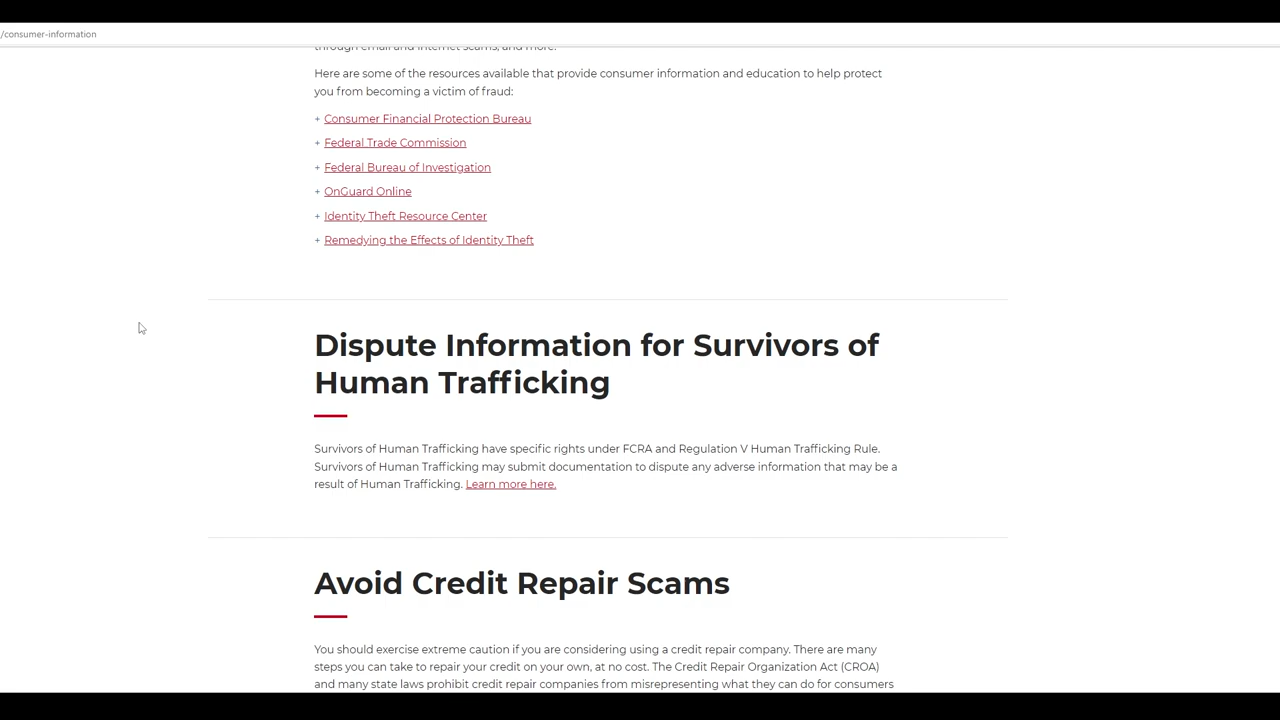 /consumer-information
through email and internet scams, and more.
Here are some of the resources available that provide consumer information and education to help protect
you from becoming a victim of fraud:
+ Consumer Financial Protection Bureau
+ Federal Trade Commission
+ Federal Bureau of Investigation
+ OnGuard Online
+ Identity Theft Resource Center
+ Remedying the Effects of Identity Theft
Dispute Information for Survivors of
Human Trafficking
Survivors of Human Trafficking have specific rights under FCRA and Regulation V Human Trafficking Rule.
Survivors of Human Trafficking may submit documentation to dispute any adverse information that may be a
result of Human Trafficking. Learn more here.
Avoid Credit Repair Scams
You should exercise extreme caution if you are considering using a credit repair company. There are many
steps you can take to repair your credit on your own, at no cost. The Credit Repair Organization Act (CROA)
and many state laws prohibit credit repair companies from misrepresenting what they can do for consumers